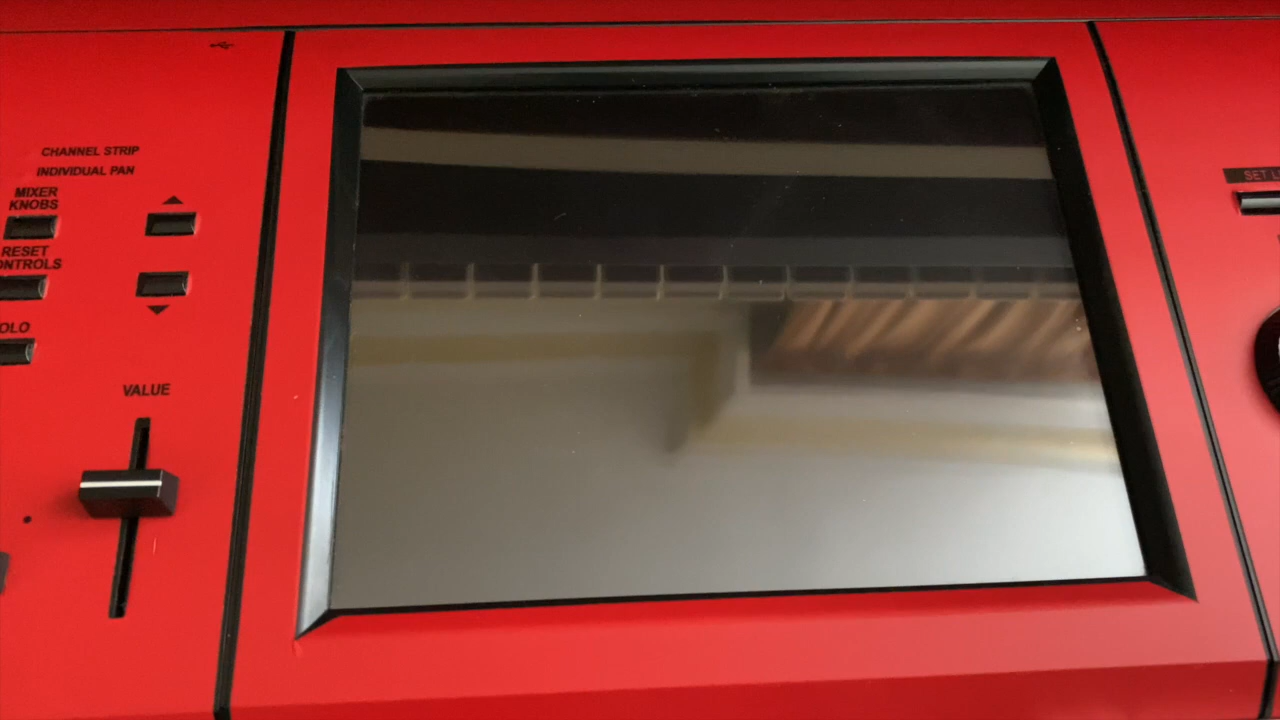 CHANNEL STRIP
INDIVIDUAL PAN
MIXER
KNOBS
RESET
ONTROLS
OLO
VALUE
SET L